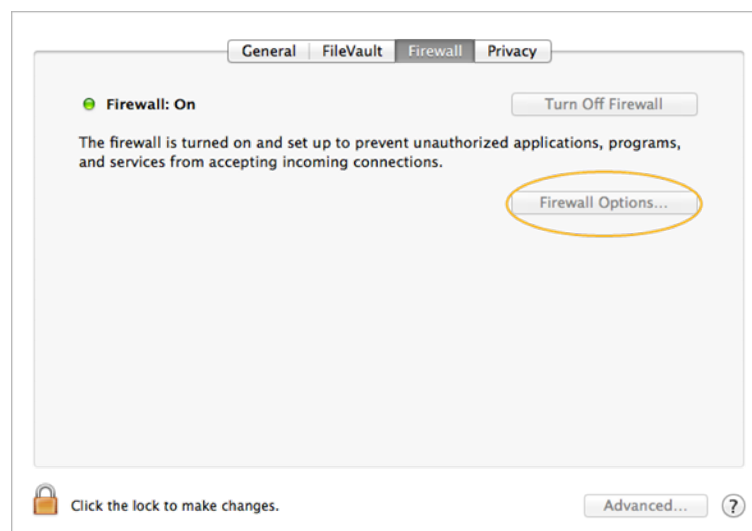 General FileVault Firewall Privacy
Firewall: On
Turn Off Firewall
The firewall is turned on and set up to prevent unauthorized applications, programs,
and services from accepting incoming connections.
Firewall Options...
Click the lock to make changes.
Advanced... ?